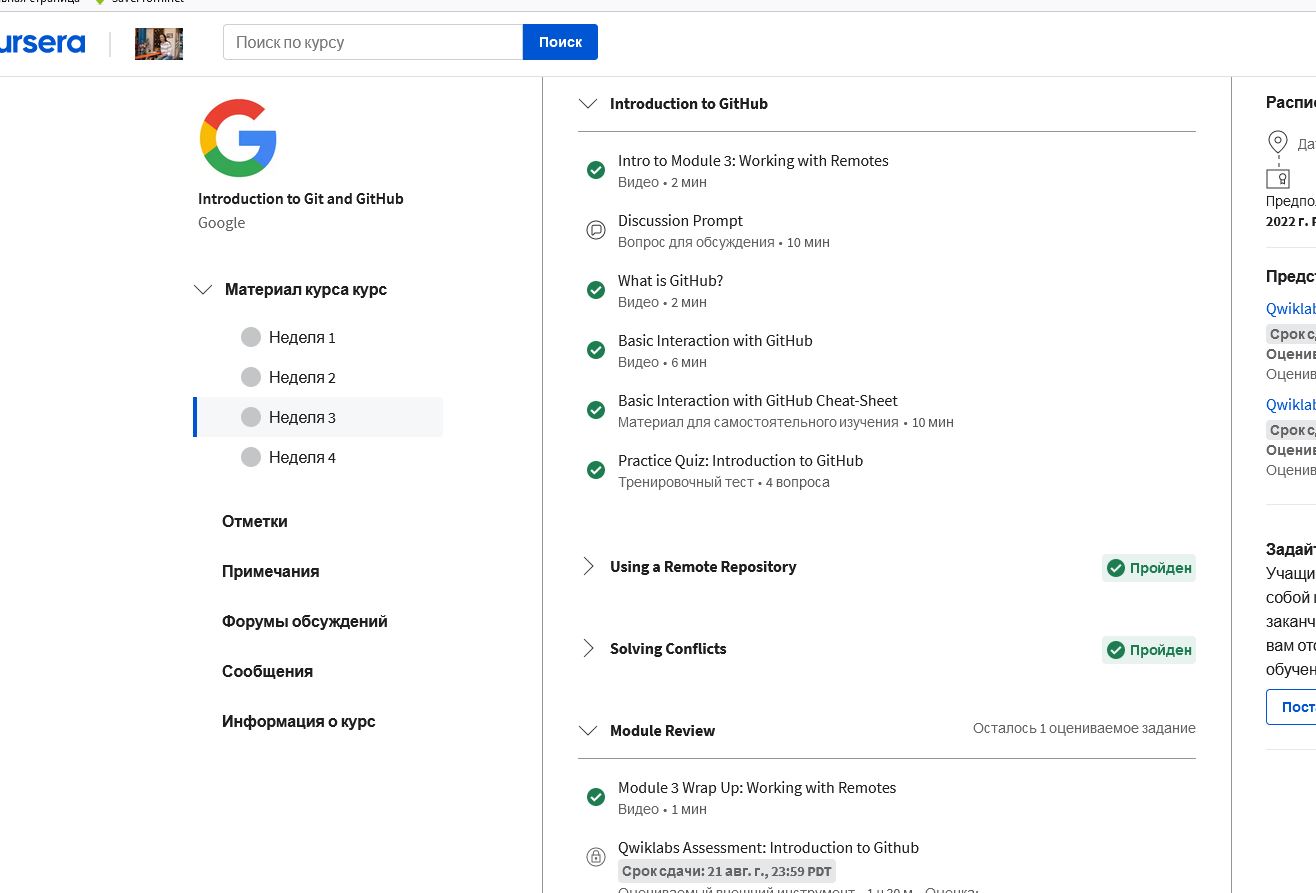 ursera
Поиск по курсу
Поиск
Introduction to Git and GitHub
Google
Материал курса курс
Неделя 1
Неделя 2
Неделя 3
Неделя 4
Отметки
Примечания
Форумы обсуждений
Сообщения
Информация о курс
Introduction to GitHub
Intro to Module 3: Working with Remotes
Видео • 2 мин
Discussion Prompt
Вопрос для обсуждения • 10 мин
What is GitHub?
Видео • 2 мин
Basic Interaction with GitHub
Видео • 6 мин
Basic Interaction with GitHub Cheat-Sheet
Материал для самостоятельного изучения • 10 мин
Practice Quiz: Introduction to GitHub
Тренировочный тест • 4 вопроса
Using a Remote Repository
Пройден
Solving Conflicts
Пройден
Module Review
Осталось 1 оцениваемое задание
Module 3 Wrap Up: Working with Remotes
Видео • 1 мин
Qwiklabs Assessment: Introduction to Github
Срок сдачи: 21 авг. г., 23:59 PDT
Распи
Да
Предпо
2022 г.
Предс
Qwikla
Срок с
Оценив
Оценив
Qwikla
Срок с
Оценив
Оценив
Задай
Учащи
собой
заканч
вам от
обучен
Пост